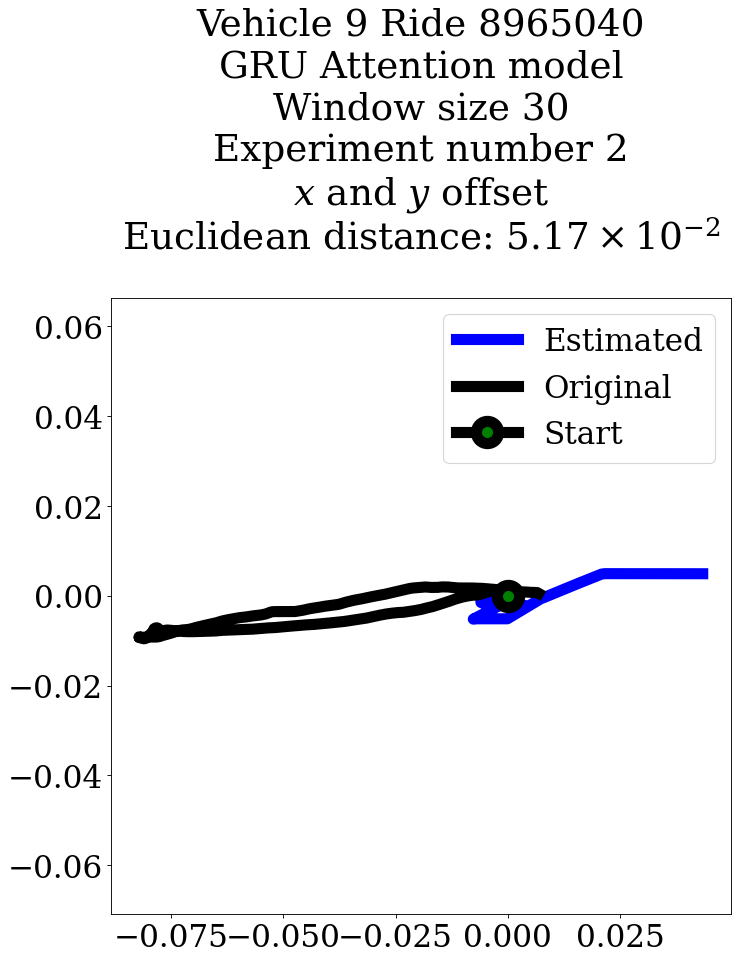 Vehicle 9 Ride 8965040
GRU Attention model
Window size 30
Experiment number 2
x and y offset
Euclidean distance: 5.17 × 10⁻²
Estimated
Original
Start
0.06
0.04
0.02
0.00
−0.02
−0.04
−0.06
−0.075 −0.050 −0.025 0.000 0.025